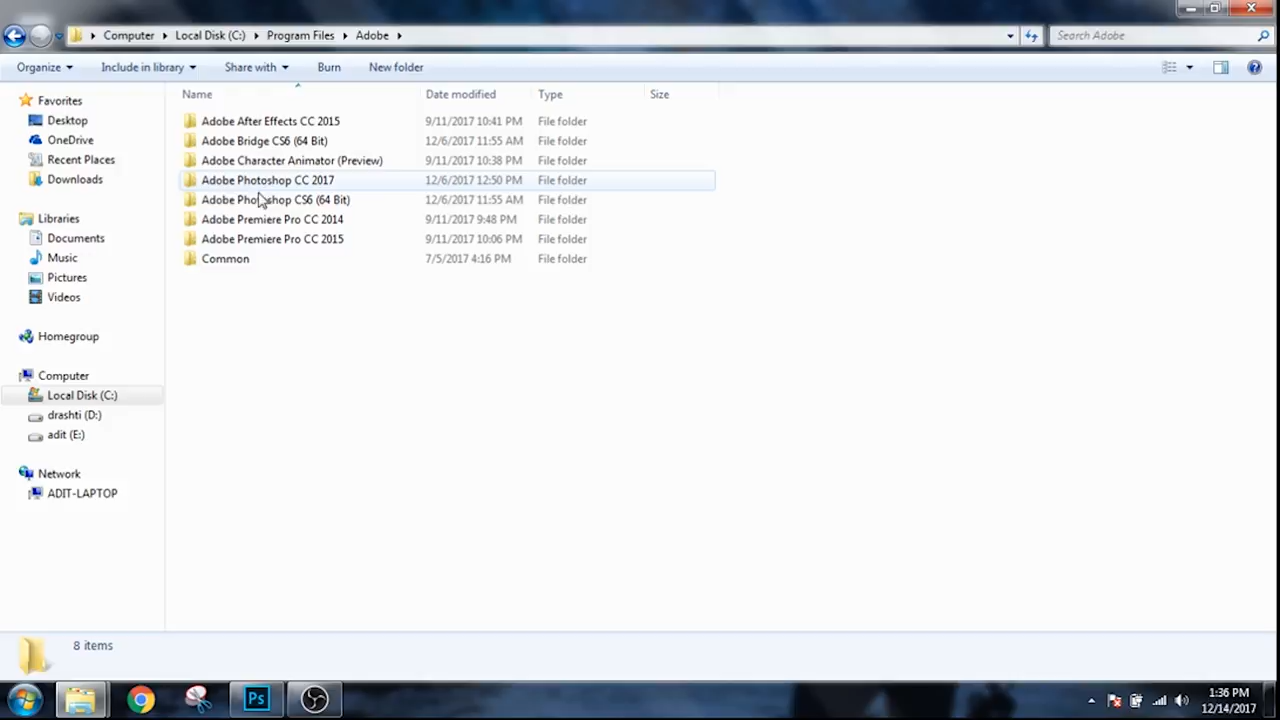 Computer Local Disk (C:) Program Files Adobe Search Adobe
Organize Include in library Share with Burn New folder
Name Date modified Type Size
Favorites
Desktop
OneDrive
Recent Places
Downloads
Libraries
Documents
Music
Pictures
Videos
Homegroup
Computer
Local Disk (C:)
drashti (D:)
adit (E:)
Network
ADIT-LAPTOP
Adobe After Effects CC 2015 9/11/2017 10:41 PM File folder
Adobe Bridge CS6 (64 Bit) 12/6/2017 11:55 AM File folder
Adobe Character Animator (Preview) 9/11/2017 10:38 PM File folder
Adobe Photoshop CC 2017 12/6/2017 12:50 PM File folder
Adobe Photoshop CS6 (64 Bit) 12/6/2017 11:55 AM File folder
Adobe Premiere Pro CC 2014 9/11/2017 9:48 PM File folder
Adobe Premiere Pro CC 2015 9/11/2017 10:06 PM File folder
Common 7/5/2017 4:16 PM File folder
8 items
Ps
1:36 PM
12/14/2017